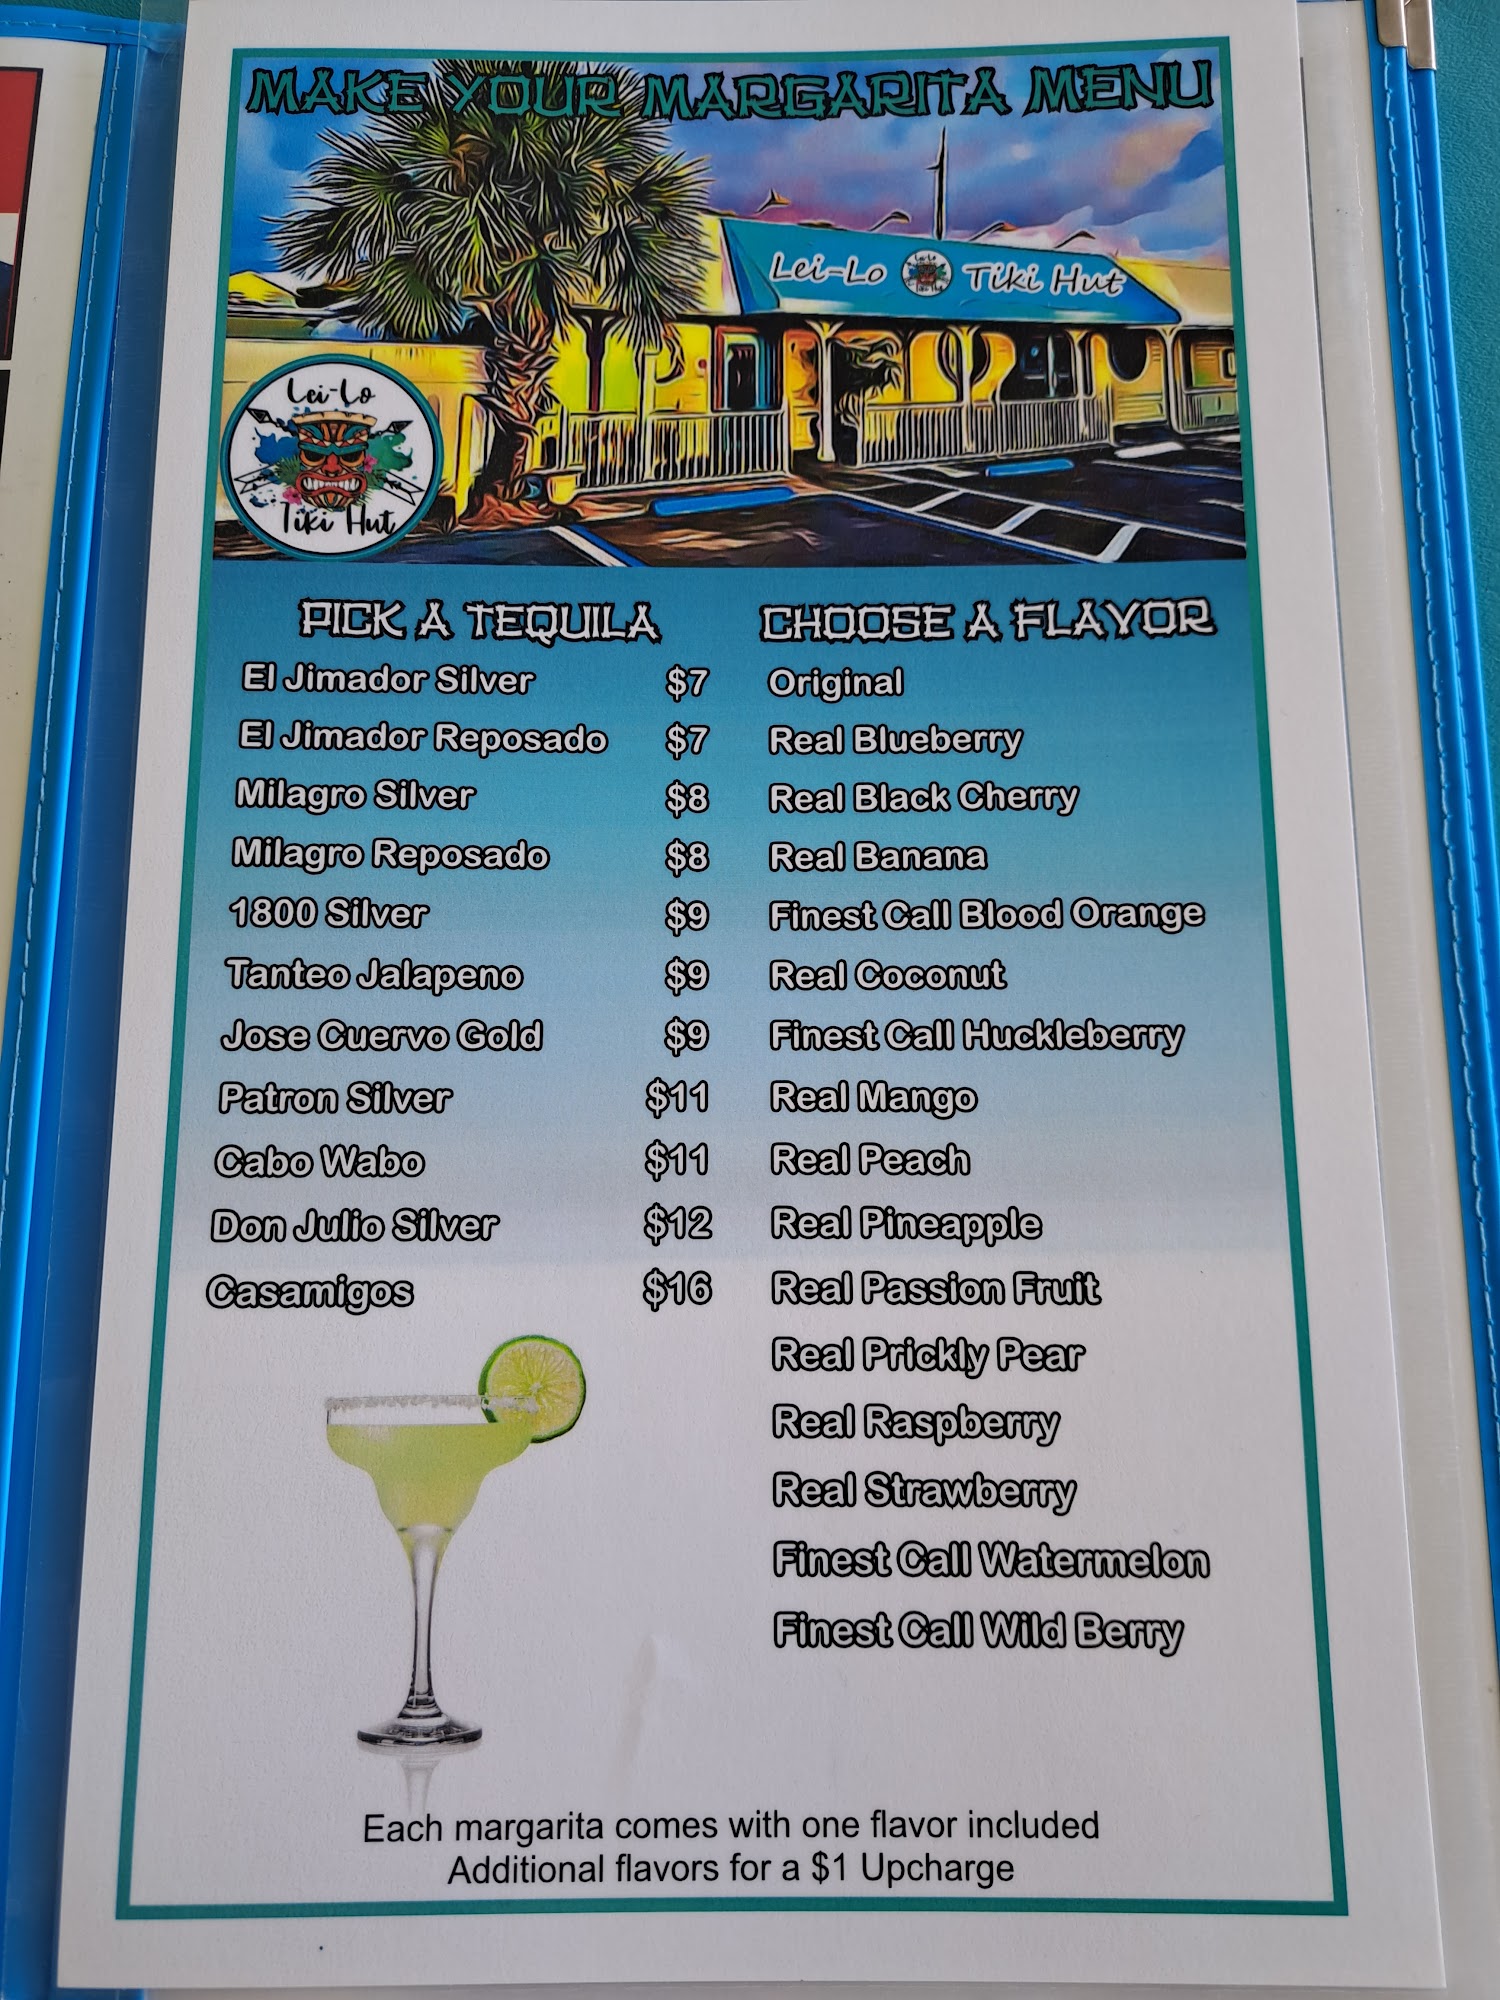 MAKE YOUR MARGARITA MENU
Lei-Lo Tiki Hut
Lei-Lo
Tiki Hut
PICK A TEQUILA
El Jimador Silver $7
El Jimador Reposado $7
Milagro Silver $8
Milagro Reposado $8
1800 Silver $9
Tanteo Jalapeno $9
Jose Cuervo Gold $9
Patron Silver $11
Cabo Wabo $11
Don Julio Silver $12
Casamigos $16
CHOOSE A FLAVOR
Original
Real Blueberry
Real Black Cherry
Real Banana
Finest Call Blood Orange
Real Coconut
Finest Call Huckleberry
Real Mango
Real Peach
Real Pineapple
Real Passion Fruit
Real Prickly Pear
Real Raspberry
Real Strawberry
Finest Call Watermelon
Finest Call Wild Berry
Each margarita comes with one flavor included
Additional flavors for a $1 Upcharge